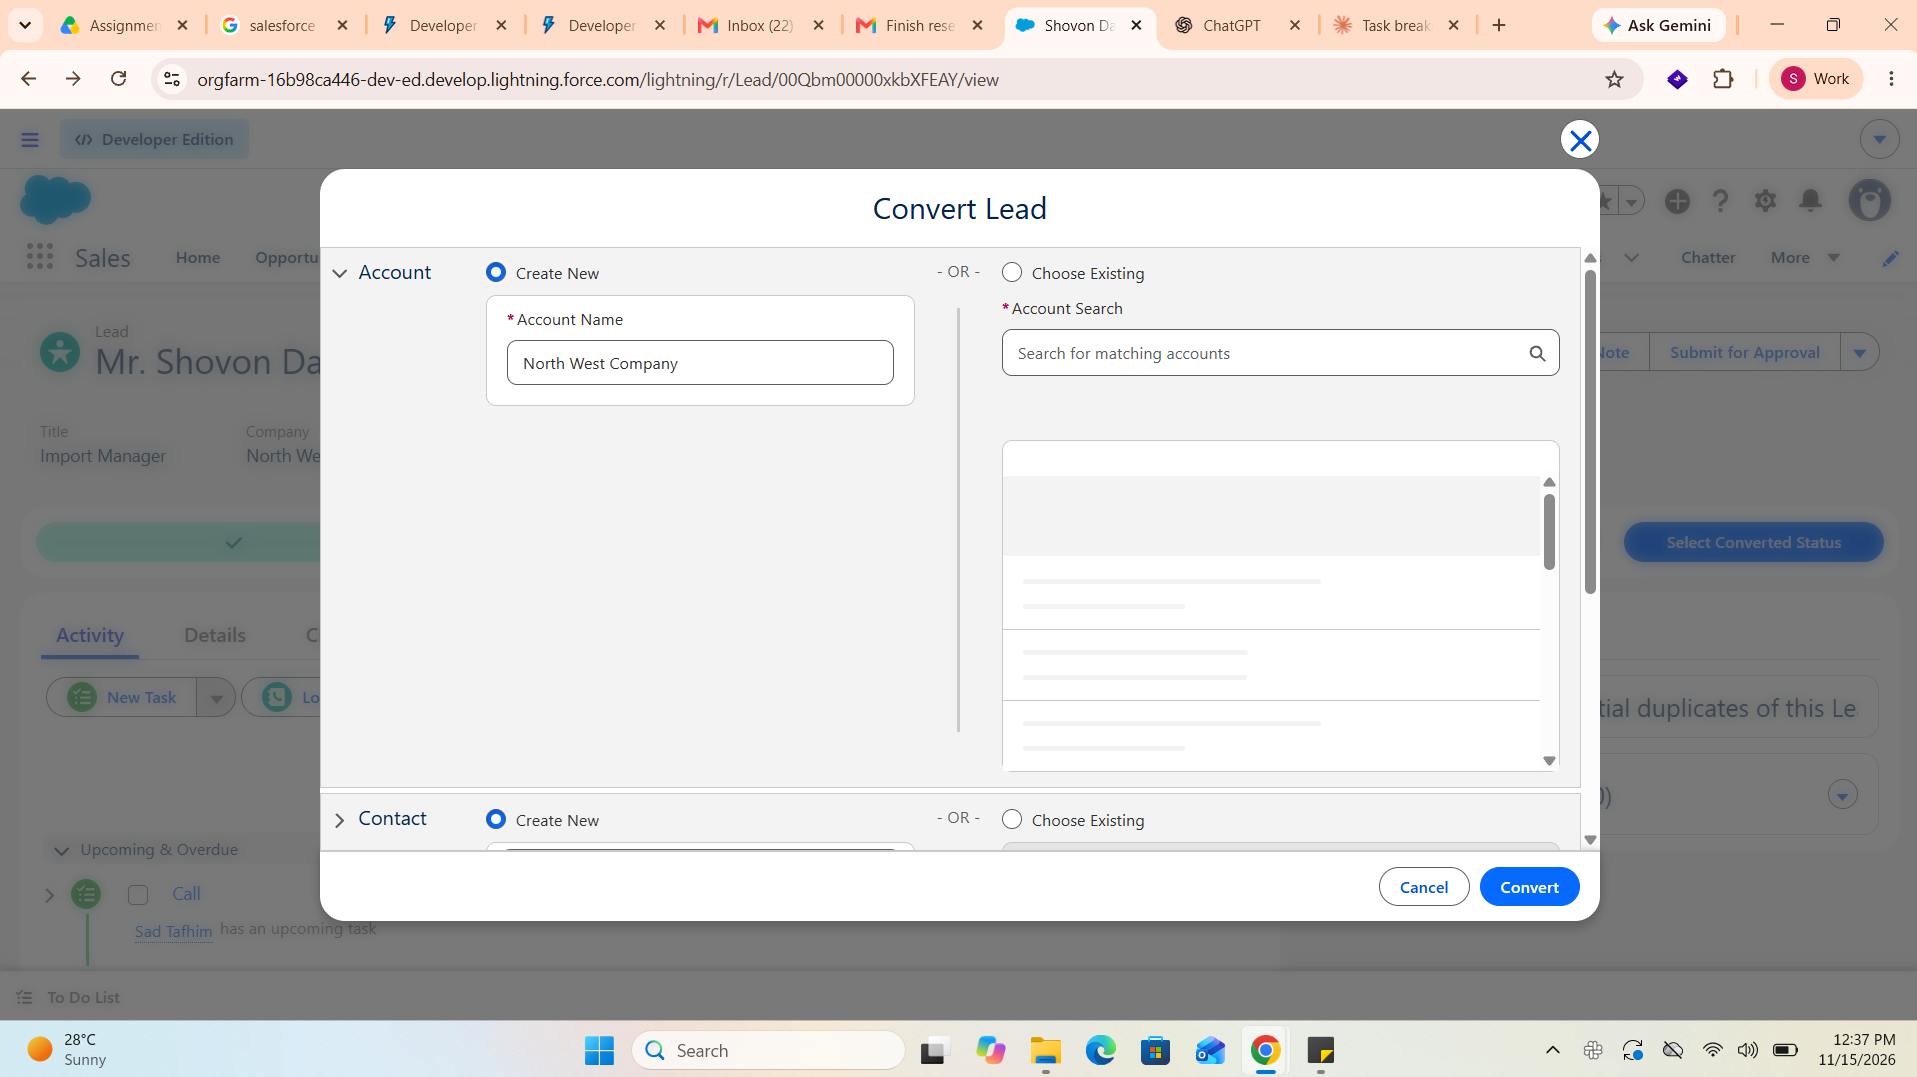 Assignmen
salesforce
Developer
Developer
Inbox (22)
Finish rese
Shovon Da
ChatGPT
Task break
Ask Gemini
orgfarm-16b98ca446-dev-ed.develop.lightning.force.com/lightning/r/Lead/00Qbm00000xkbXFEAY/view
S Work
</> Developer Edition
Convert Lead
Sales
Home
Opportu
Chatter
More
Account
Create New
- OR -
Choose Existing
*Account Name
North West Company
*Account Search
Search for matching accounts
Lead
Mr. Shovon Da
Note
Submit for Approval
Title
Import Manager
Company
North We
Select Converted Status
Activity
Details
C
New Task
Lo
tial duplicates of this Le
Contact
Create New
- OR -
Choose Existing
Upcoming & Overdue
Call
Sad Tafhim has an upcoming task
Cancel
Convert
To Do List
28°C
Sunny
Search
12:37 PM
11/15/2026